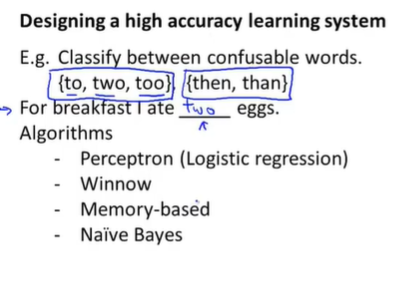 Designing a high accuracy learning system
E.g. Classify between confusable words.
{to, two, too}, {then, than}
For breakfast I ate two eggs.
Algorithms
- Perceptron (Logistic regression)
- Winnow
- Memory-based
- Naïve Bayes